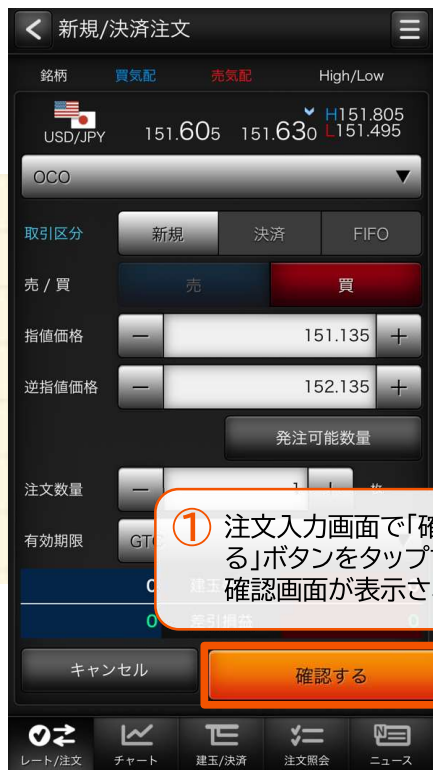 新規/決済注文
銘柄 買気配 売気配 High/Low
USD/JPY 151.605 151.630 H151.805
L151.495
OCO
取引区分 新規 決済 FIFO
売 / 買 売 買
指値価格 151.135
逆指値価格 152.135
発注可能数量
注文数量
有効期限 GTC
① 注文入力画面で「確
る」ボタンをタップ
確認画面が表示さ
0 建玉
0 差引損益 0
キャンセル 確認する
レート/注文 チャート 建玉/決済 注文照会 ニュース